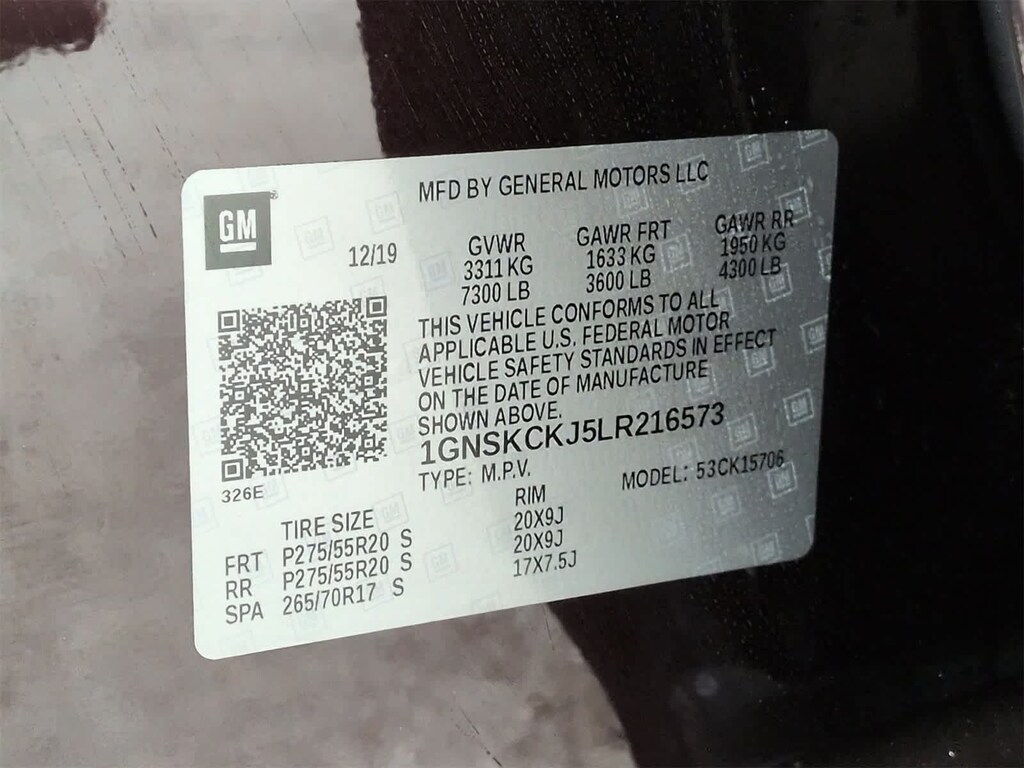 GM
MFD BY GENERAL MOTORS LLC
12/19
GVWR
3311 KG
7300 LB
GAWR FRT
1633 KG
3600 LB
GAWR RR
1950 KG
4300 LB
THIS VEHICLE CONFORMS TO ALL
APPLICABLE U.S. FEDERAL MOTOR
VEHICLE SAFETY STANDARDS IN EFFECT
ON THE DATE OF MANUFACTURE
SHOWN ABOVE.
1GNSKCKJ5LR216573
TYPE: M.P.V.
MODEL: 53CK15706
326E
TIRE SIZE
RIM
FRT P275/55R20 S 20X9J
RR P275/55R20 S 20X9J
SPA 265/70R17 S 17X7.5J